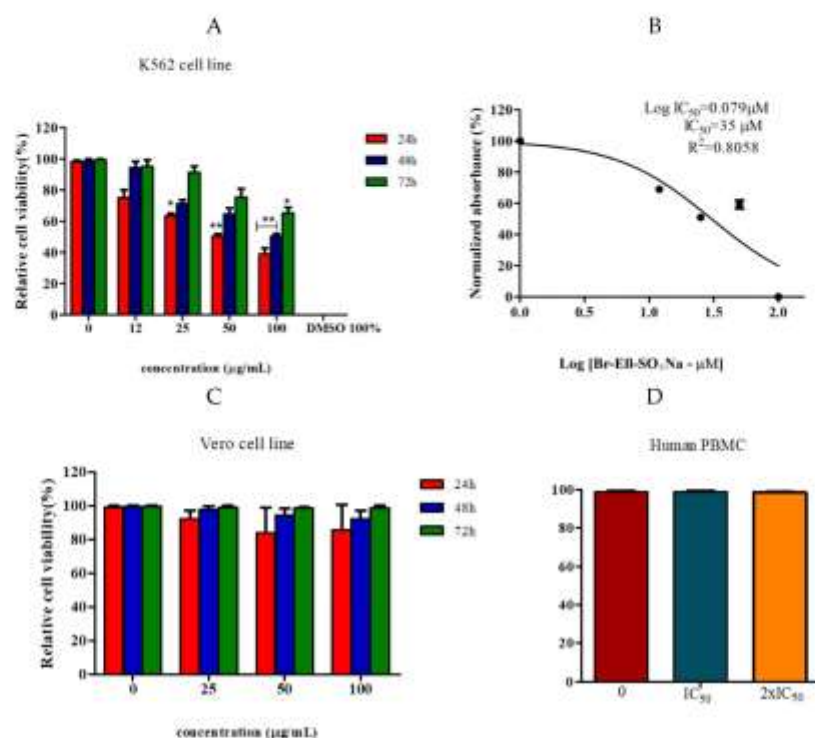 A
K562 cell line
Relative cell viability(%)
120
100
80
60
40
20
0
*
**
**
*
24h
48h
72h
0 12 25 50 100 DMSO 100%
concentration (µg/mL)
B
Normalized absorbance (%)
120
100
80
60
40
20
0
Log IC50=0.079µM
IC50=35 µM
R2=0.8058
0.0 0.5 1.0 1.5 2.0
Log [Br-Ell-SO3Na - µM]
C
Vero cell line
Relative cell viability(%)
120
100
80
60
40
20
0
24h
48h
72h
0 25 50 100
concentration (µg/mL)
D
Human PBMC
100
80
60
40
20
0
0 IC50 2xIC50